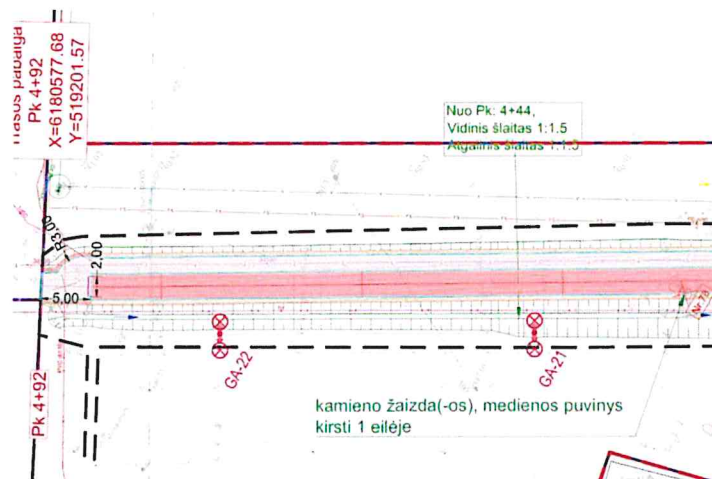 Trasos pabaiga
Pk 4+92
X=6180577.68
Y=519201.57
Nuo Pk: 4+44,
Vidinis šlaitas 1:1.5
Atgalinis šlaitas 1:1.5
R3.00
2.00
5.00
Nr.78
GA-22
GA-21
Pk 4+92
kamieno žaizda(-os), medienos puvinys
kirsti 1 eilėje